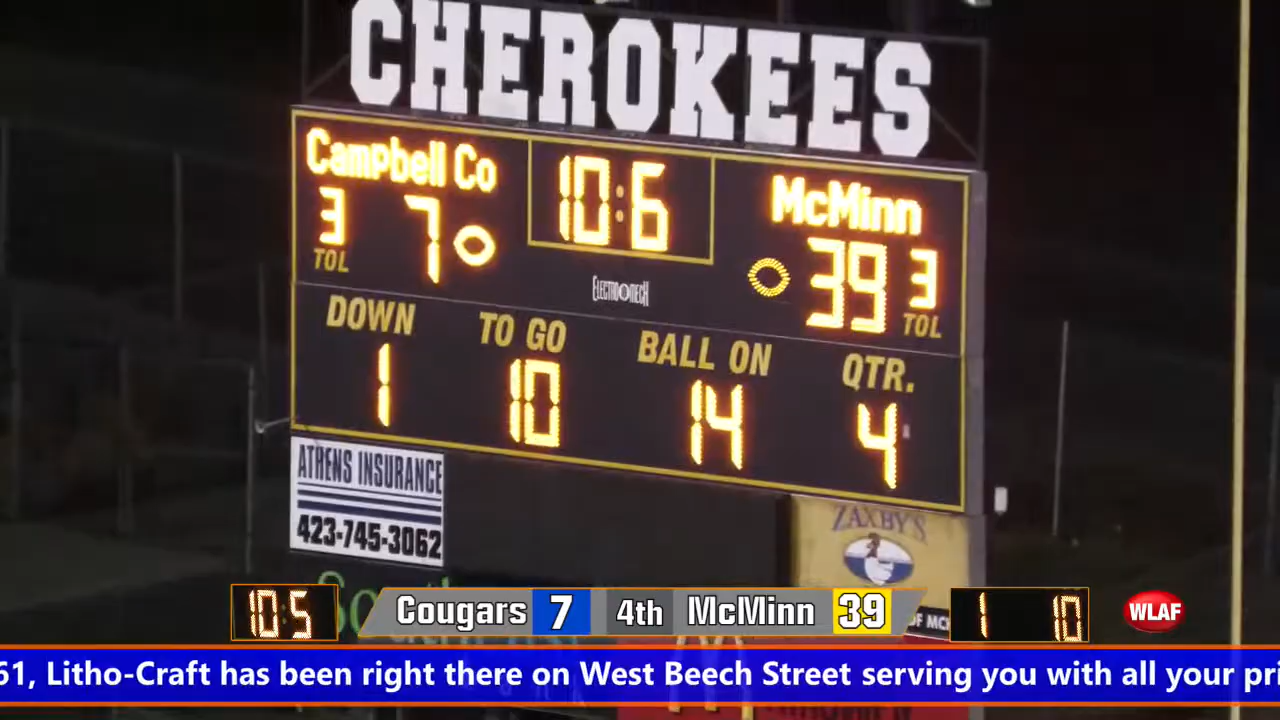 CHEROKEES
Campbell Co
10:6
McMinn
3
7
39
3
TOL
ELECTRO-MECH
TOL
DOWN
TO GO
BALL ON
QTR.
1
10
14
4
ATHENS INSURANCE
423-745-3062
ZAXBY'S
10:5
Cougars 7 4th McMinn 39
1 10
WLAF
61, Litho-Craft has been right there on West Beech Street serving you with all your pri